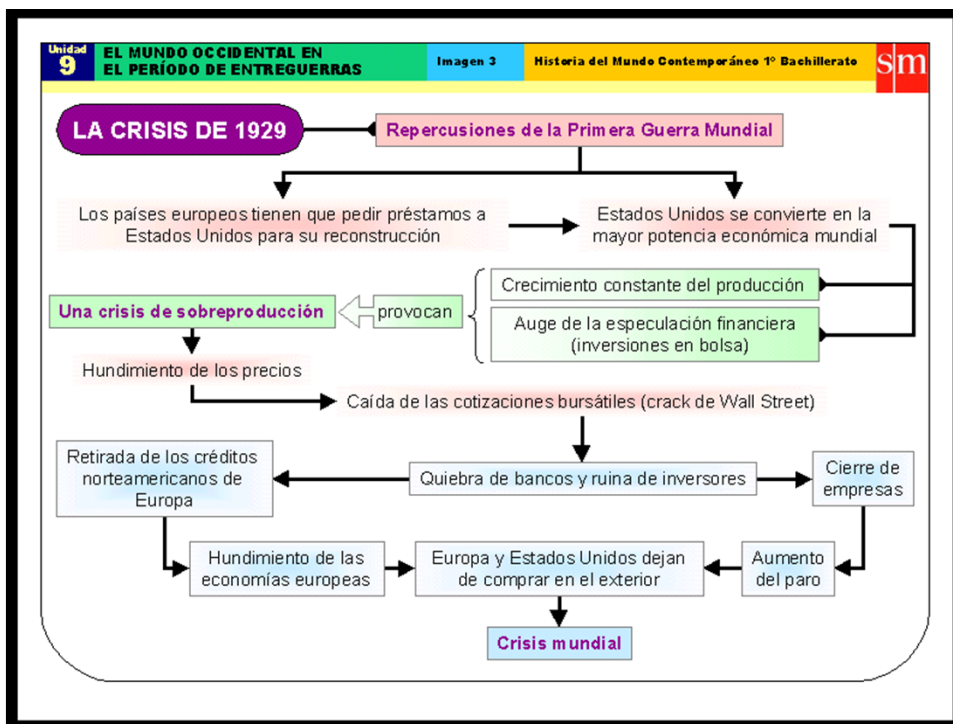 Unidad
9
EL MUNDO OCCIDENTAL EN
EL PERÍODO DE ENTREGUERRAS
Imagen 3
Historia del Mundo Contemporáneo 1º Bachillerato
sm
LA CRISIS DE 1929
Repercusiones de la Primera Guerra Mundial
Los países europeos tienen que pedir préstamos a
Estados Unidos para su reconstrucción
Estados Unidos se convierte en la
mayor potencia económica mundial
Crecimiento constante del producción
Auge de la especulación financiera
(inversiones en bolsa)
provocan
Una crisis de sobreproducción
Hundimiento de los precios
Caída de las cotizaciones bursátiles (crack de Wall Street)
Quiebra de bancos y ruina de inversores
Retirada de los créditos
norteamericanos de
Europa
Cierre de
empresas
Hundimiento de las
economías europeas
Europa y Estados Unidos dejan
de comprar en el exterior
Aumento
del paro
Crisis mundial